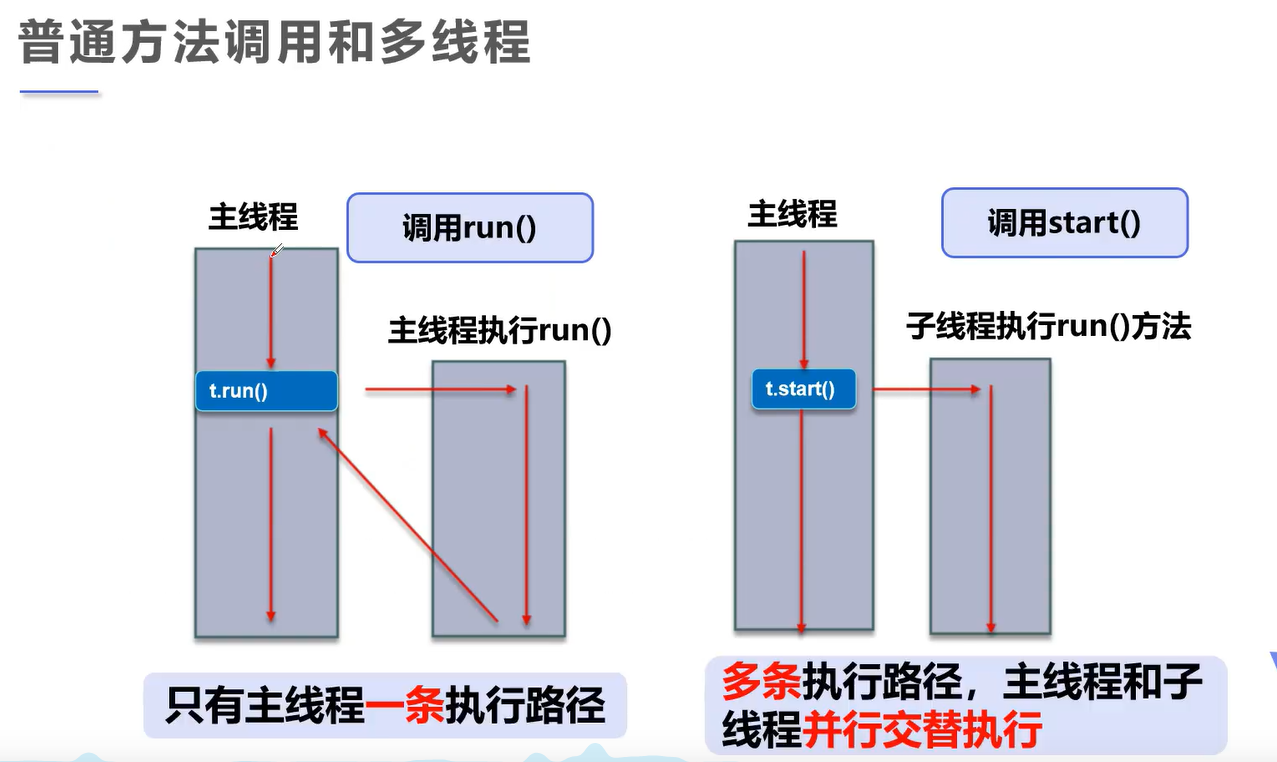 普通方法调用和多线程
主线程
调用run()
主线程执行run()
t.run()
只有主线程一条执行路径
主线程
调用start()
子线程执行run()方法
t.start()
多条执行路径，主线程和子
线程并行交替执行